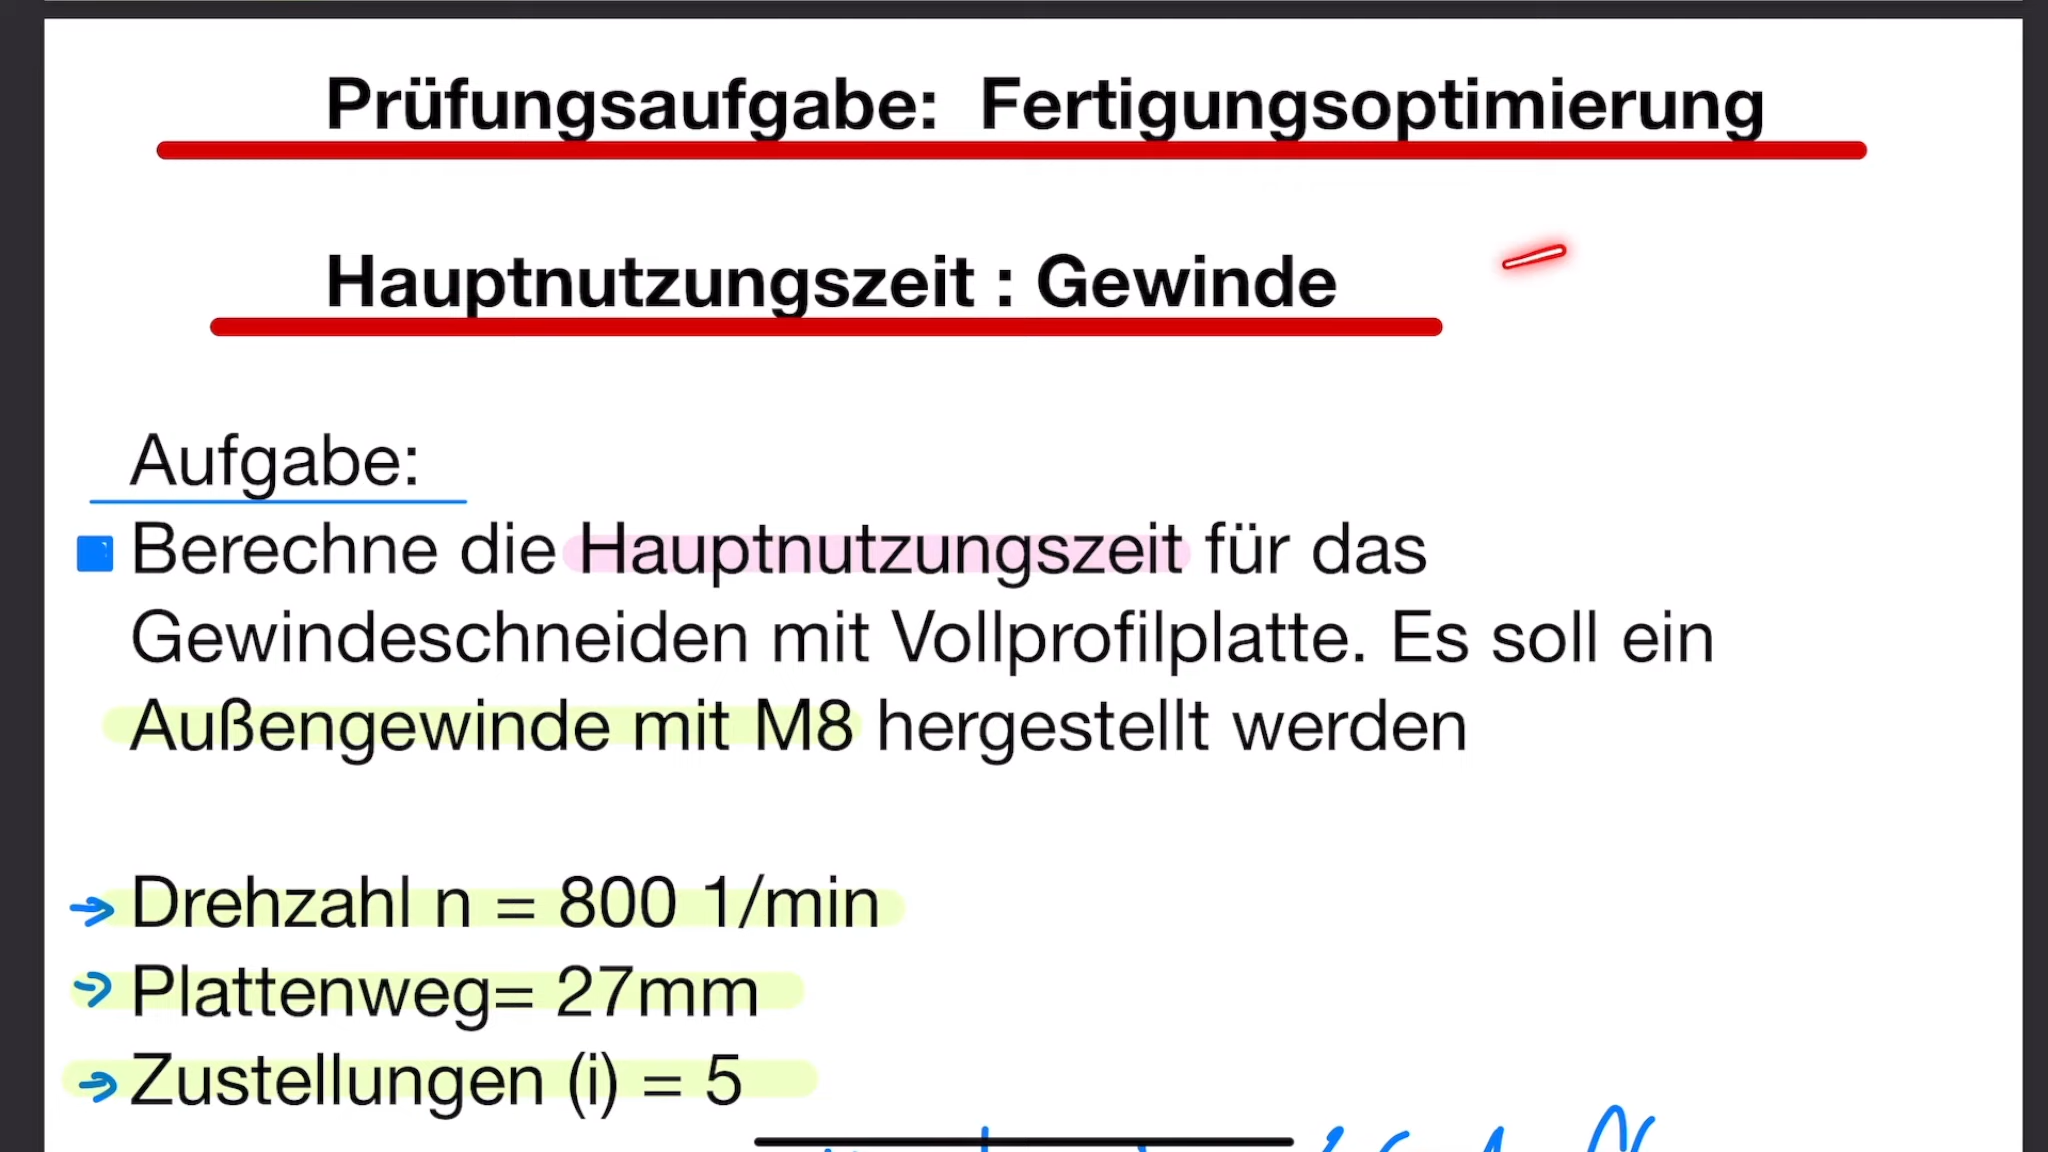 Prüfungsaufgabe: Fertigungsoptimierung
Hauptnutzungszeit : Gewinde
Aufgabe:
Berechne die Hauptnutzungszeit für das
Gewindeschneiden mit Vollprofilplatte. Es soll ein
Außengewinde mit M8 hergestellt werden
Drehzahl n = 800 1/min
Plattenweg= 27mm
Zustellungen (i) = 5